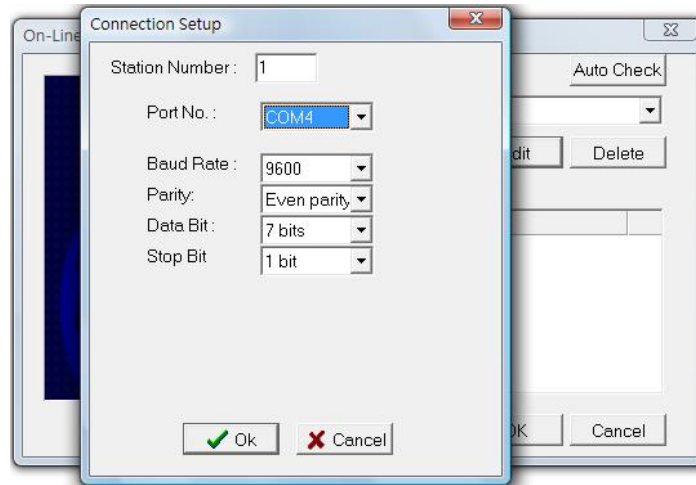 On-Line
Connection Setup
Station Number : 1
Auto Check
Port No. : COM4
Baud Rate : 9600
dit
Delete
Parity: Even parity
Data Bit : 7 bits
Stop Bit 1 bit
Ok
Cancel
OK
Cancel